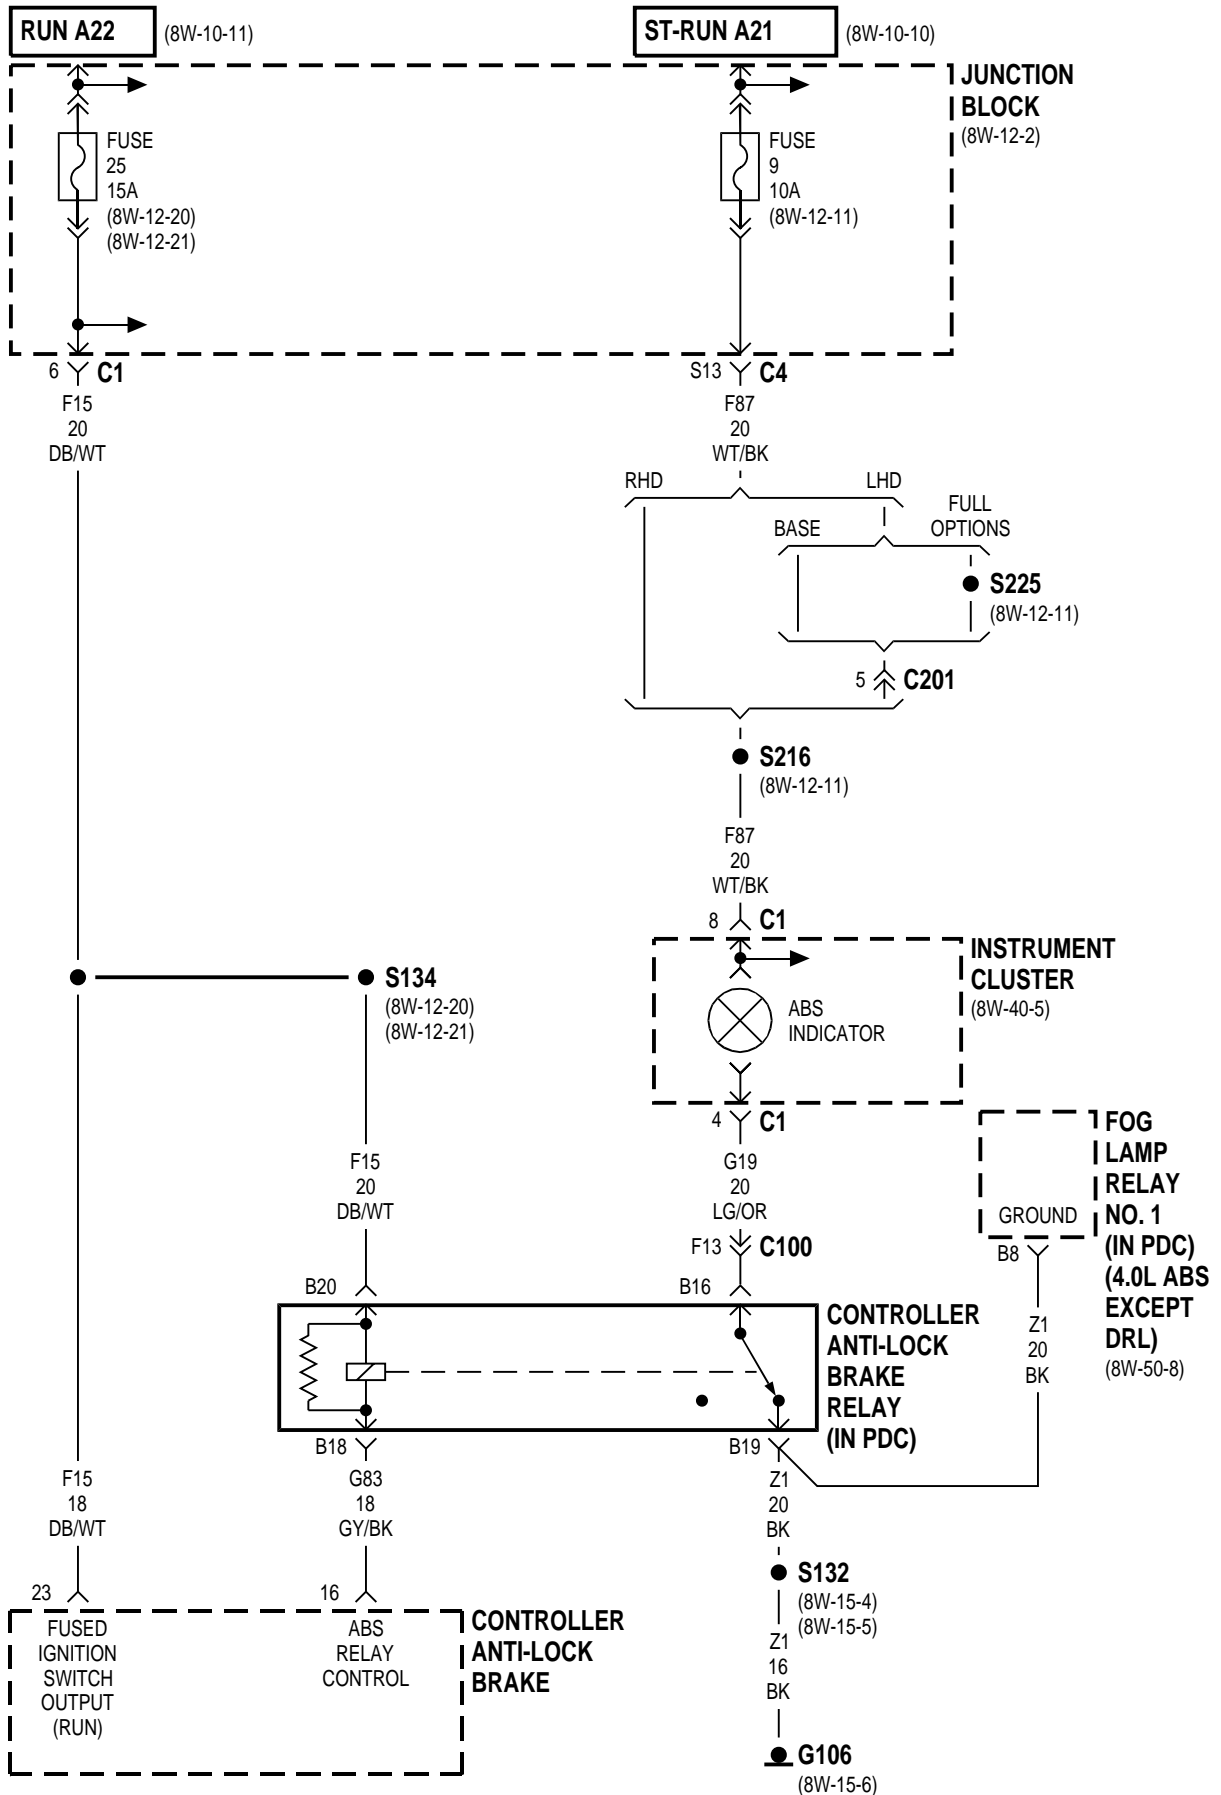 RUN A22
(8W-10-11)
ST-RUN A21
(8W-10-10)
JUNCTION
BLOCK
(8W-12-2)
FUSE
25
15A
(8W-12-20)
(8W-12-21)
FUSE
9
10A
(8W-12-11)
6
C1
S13
C4
F15
20
DB/WT
F87
20
WT/BK
RHD
LHD
BASE
FULL
OPTIONS
S225
(8W-12-11)
5
C201
S216
(8W-12-11)
F87
20
WT/BK
8
C1
INSTRUMENT
CLUSTER
(8W-40-5)
ABS
INDICATOR
S134
(8W-12-20)
(8W-12-21)
4
C1
G19
20
LG/OR
F13
C100
F15
20
DB/WT
FOG
LAMP
RELAY
NO. 1
(IN PDC)
(4.0L ABS
EXCEPT
DRL)
(8W-50-8)
GROUND
B8
Z1
20
BK
B20
B16
CONTROLLER
ANTI-LOCK
BRAKE
RELAY
(IN PDC)
B18
B19
F15
18
DB/WT
G83
18
GY/BK
Z1
20
BK
S132
(8W-15-4)
(8W-15-5)
Z1
16
BK
G106
(8W-15-6)
23
16
FUSED
IGNITION
SWITCH
OUTPUT
(RUN)
ABS
RELAY
CONTROL
CONTROLLER
ANTI-LOCK
BRAKE